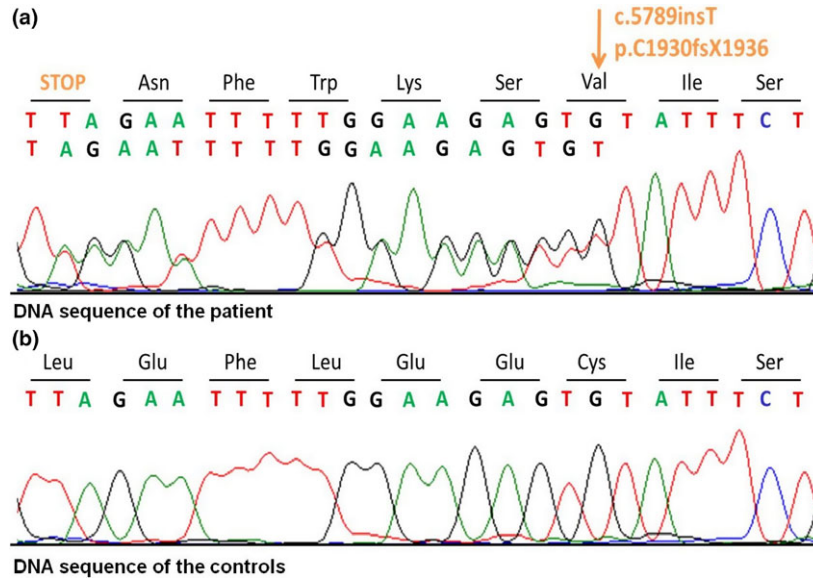 (a)
c.5789insT
p.C1930fsX1936
STOP Asn Phe Trp Lys Ser Val Ile Ser
T T A G A A T T T T T G G A A G A G T G T A T T T C T
T A G A A T T T T T G G A A G A G T G T
DNA sequence of the patient
(b)
Leu Glu Phe Leu Glu Glu Cys Ile Ser
T T A G A A T T T T T G G A A G A G T G T A T T T C T
DNA sequence of the controls